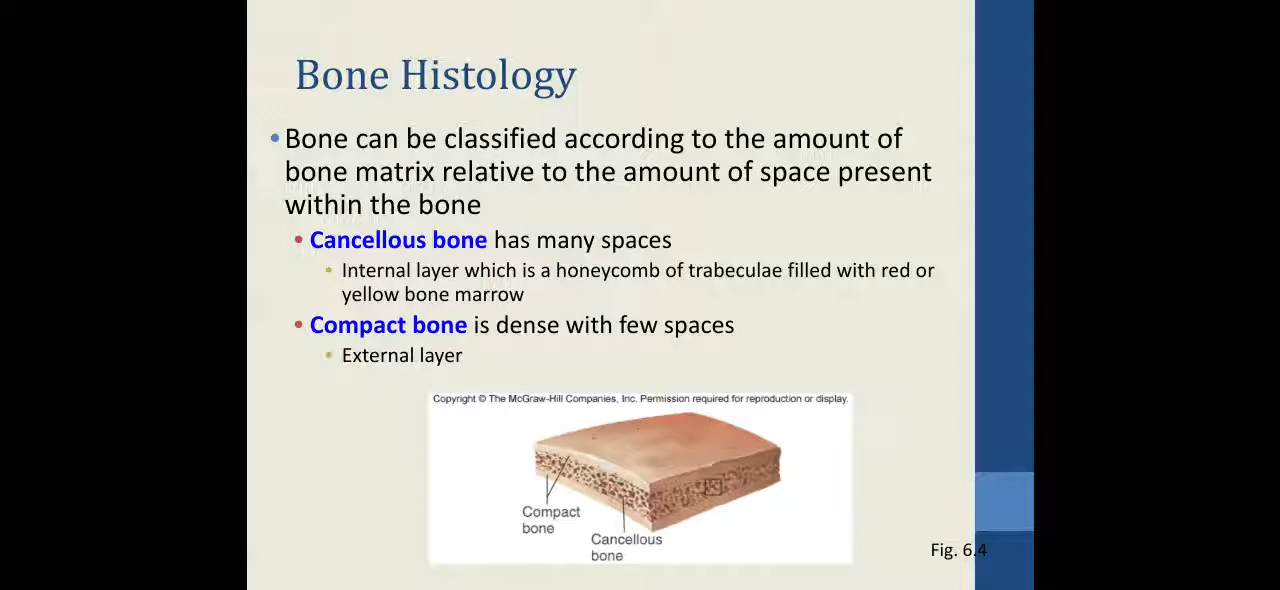 Bone Histology
• Bone can be classified according to the amount of
bone matrix relative to the amount of space present
within the bone
• Cancellous bone has many spaces
• Internal layer which is a honeycomb of trabeculae filled with red or
yellow bone marrow
• Compact bone is dense with few spaces
• External layer
Copyright © The McGraw-Hill Companies, Inc. Permission required for reproduction or display.
Compact
bone
Cancellous
bone
Fig. 6.4